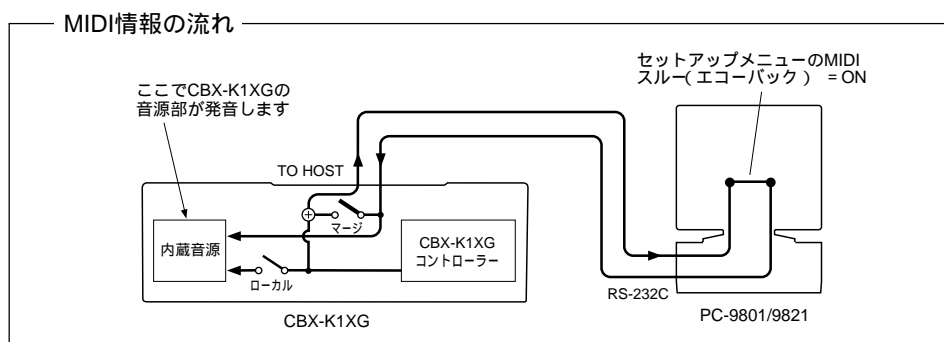 MIDI情報の流れ
セットアップメニューのMIDI
スルー(エコーバック) = ON
ここでCBX-K1XGの
音源部が発音します
TO HOST
マージ
内蔵音源
CBX-K1XG
コントローラー
ローカル
RS-232C
CBX-K1XG
PC-9801/9821